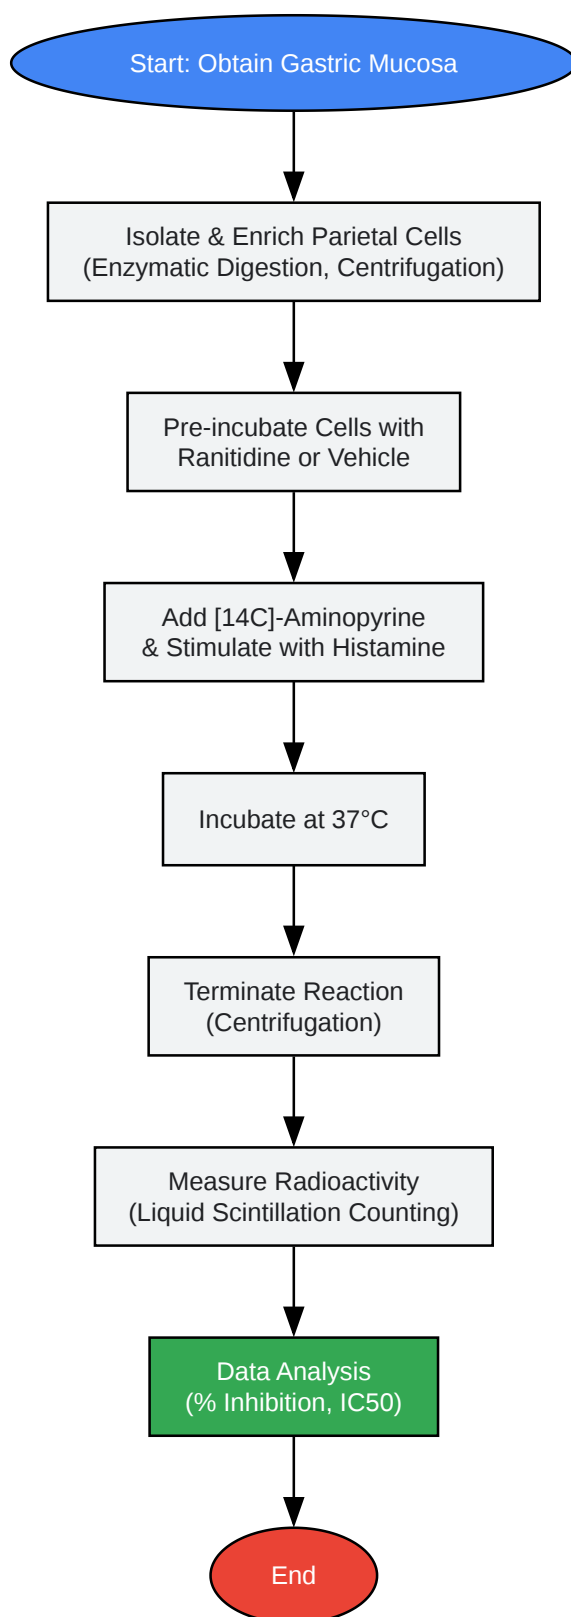 Start: Obtain Gastric Mucosa
Isolate & Enrich Parietal Cells
(Enzymatic Digestion, Centrifugation)
Pre-incubate Cells with
Ranitidine or Vehicle
Add [14C]-Aminopyrine
& Stimulate with Histamine
Incubate at 37°C
Terminate Reaction
(Centrifugation)
Measure Radioactivity
(Liquid Scintillation Counting)
Data Analysis
(% Inhibition, IC50)
End